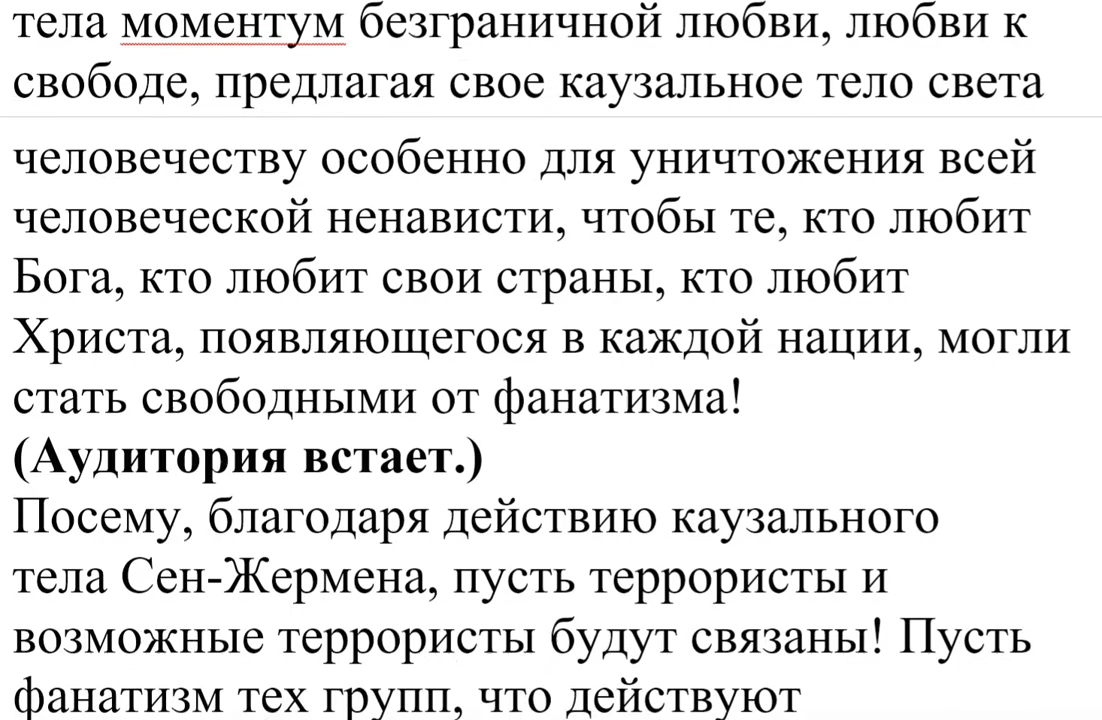 тела моментум безграничной любви, любви к
свободе, предлагая свое каузальное тело света
человечеству особенно для уничтожения всей
человеческой ненависти, чтобы те, кто любит
Бога, кто любит свои страны, кто любит
Христа, появляющегося в каждой нации, могли
стать свободными от фанатизма!
(Аудитория встает.)
Посему, благодаря действию каузального
тела Сен-Жермена, пусть террористы и
возможные террористы будут связаны! Пусть
фанатизм тех групп, что действуют